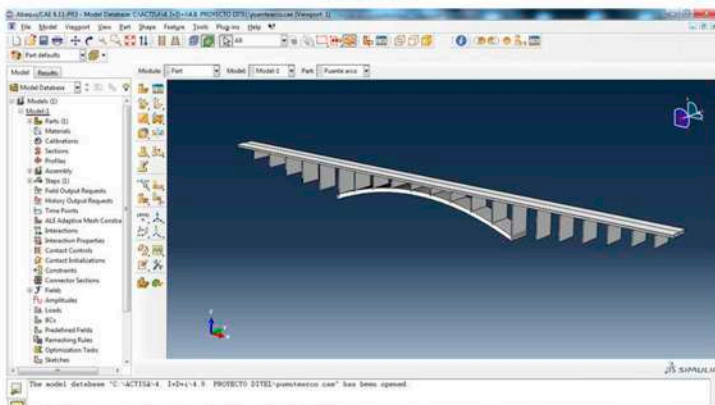 Abaqus/CAE 6.13-PR3 - Model Database: C:\ACTISA\4. I+D+i\4.9. PROYECTO DITEL\puentearco.cae [Viewport: 1]
File Model Viewport View Part Shape Feature Tools Plug-ins Help
All
Part defaults
Model Results Module: Part Model: Model-1 Part: Puente arco
Model Database
Models (1)
Model-1
Parts (1)
Materials
Calibrations
Sections
Profiles
Assembly
Steps (1)
Field Output Requests
History Output Requests
Time Points
ALE Adaptive Mesh Constra
Interactions
Interaction Properties
Contact Controls
Contact Initializations
Constraints
Connector Sections
Fields
Amplitudes
Loads
BCs
Predefined Fields
Remeshing Rules
Optimization Tasks
Sketches
SIMULIA
The model database "C:\ACTISA\4. I+D+i\4.9. PROYECTO DITEL\puentearco.cae" has been opened.